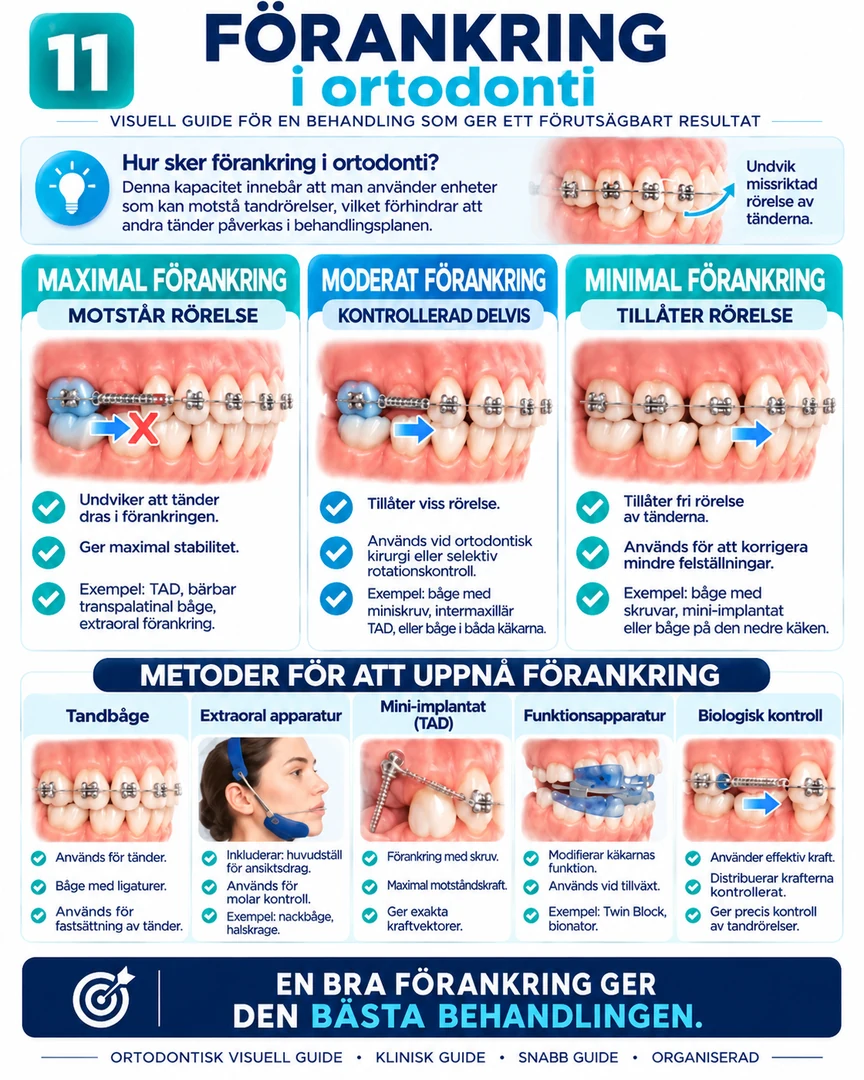 11
FÖRANKRING
i ortodonti
VISUELL GUIDE FÖR EN BEHANDLING SOM GER ETT FÖRUTSÄGBART RESULTAT
Hur sker förankring i ortodonti?
Denna kapacitet innebår att man använder enheter
som kan motstå tandrörelser, vilket förhindrar att
andra tänder påverkas i behandlingsplanen.
Undvik
missriktad
rörelse av
tänderna.
MAXIMAL FÖRANKRING
MOTSTÅR RÖRELSE
X
Undviker att tänder
dras i förankringen.
Ger maximal stabilitet.
Exempel: TAD, bärbar
transpalatinal båge,
extraoral förankring.
MODERAT FÖRANKRING
KONTROLLERAD DELVIS
Tillåter viss rörelse.
Används vid ortodontisk
kirurgi eller selektiv
rotationskontroll.
Exempel: båge med
miniskruv, intermaxillär
TAD, eller båge i båda käkarna.
MINIMAL FÖRANKRING
TILLÅTER RÖRELSE
Tillåter fri rörelse
av tänderna.
Används för att korrigera
mindre felställningar.
Exempel: båge med
skruvar, mini-implantat
eller båge på den nedre käken.
METODER FÖR ATT UPPNÅ FÖRANKRING
Tandbåge
Används för tänder.
Båge med ligaturer.
Används för
fastsättning av tänder.
Extraoral apparatur
Inkluderar: huvudställ
för ansiktsdrag.
Används för
molar kontroll.
Exempel: nackbåge,
halskrage.
Mini-implantat
(TAD)
Förankring med skruv.
Maximal motståndskraft.
Ger exakta
kraftvektorer.
Funktionsapparatur
Modifierar käkarnas
funktion.
Används vid tillväxt.
Exempel: Twin Block,
bionator.
Biologisk kontroll
Använder effektiv kraft.
Distribuerar krafterna
kontrollerat.
Ger precis kontroll
av tandrörelser.
EN BRA FÖRANKRING GER
DEN BÄSTA BEHANDLINGEN.
ORTODONTISK VISUELL GUIDE • KLINISK GUIDE • SNABB GUIDE • ORGANISERAD